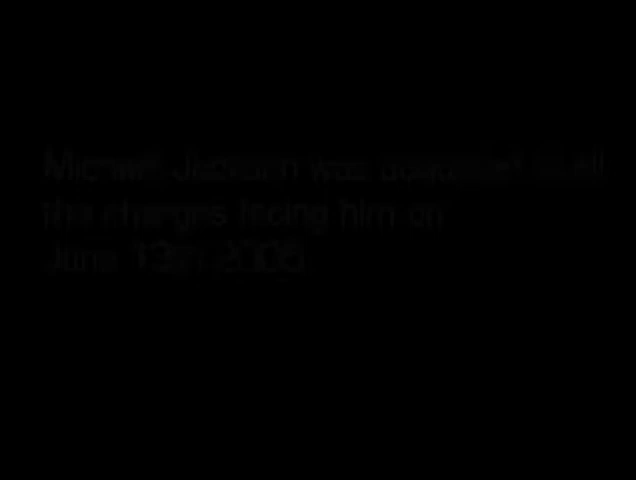 Michael Jackson was acquitted of all
the charges facing him on
June 13th 2005